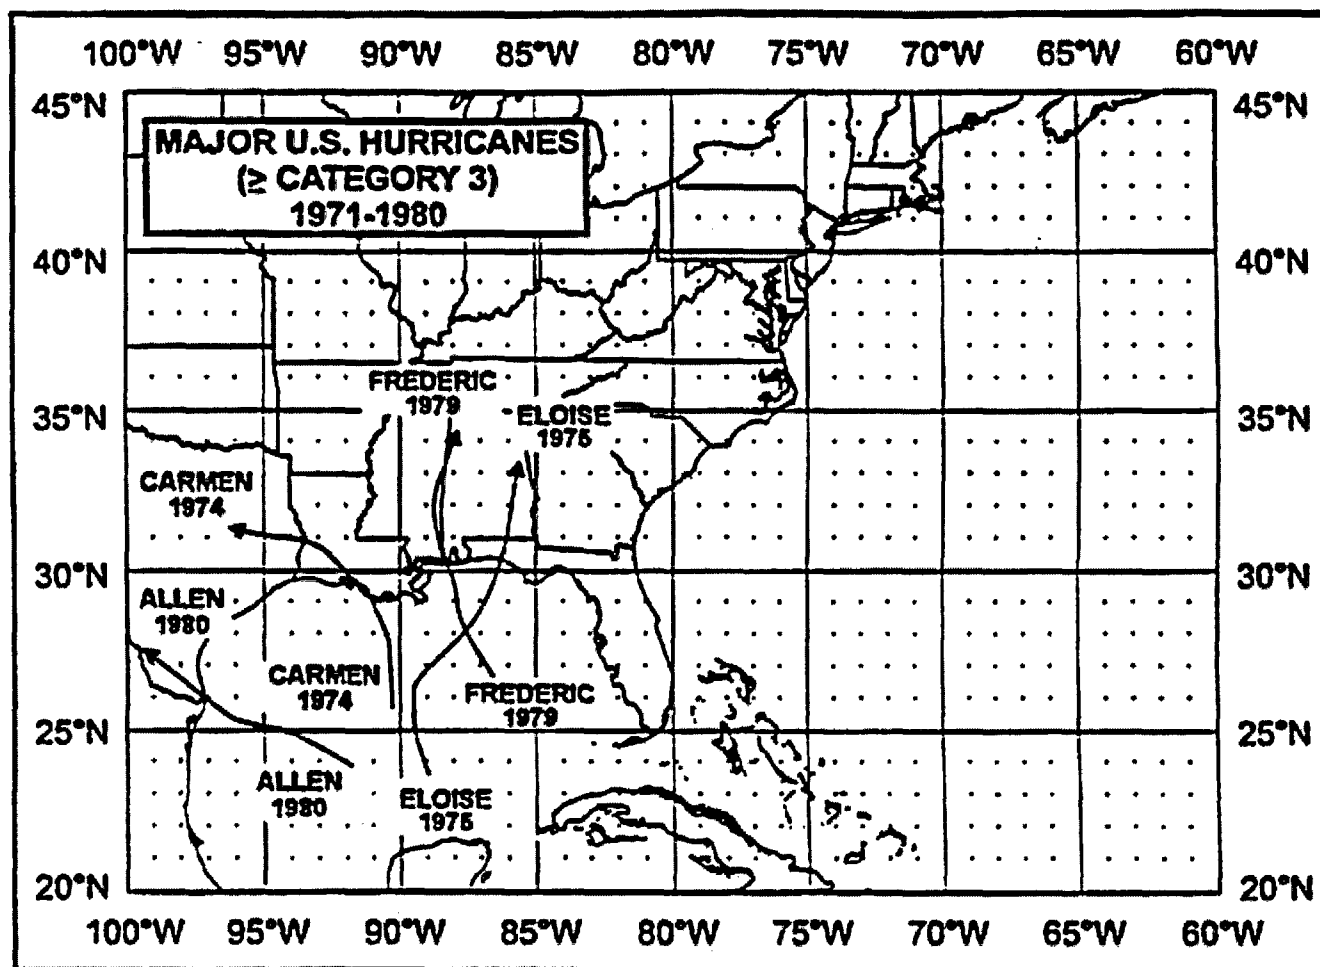 100°W 95°W 90°W 85°W 80°W 75°W 70°W 65°W 60°W
45°N 45°N
MAJOR U.S. HURRICANES
(≥ CATEGORY 3)
1971-1980
40°N 40°N
FREDERIC
1979
35°N 35°N
ELOISE
1975
CARMEN
1974
30°N 30°N
ALLEN
1980
CARMEN
1974
FREDERIC
1979
25°N 25°N
ALLEN
1980
ELOISE
1975
20°N 20°N
100°W 95°W 90°W 85°W 80°W 75°W 70°W 65°W 60°W